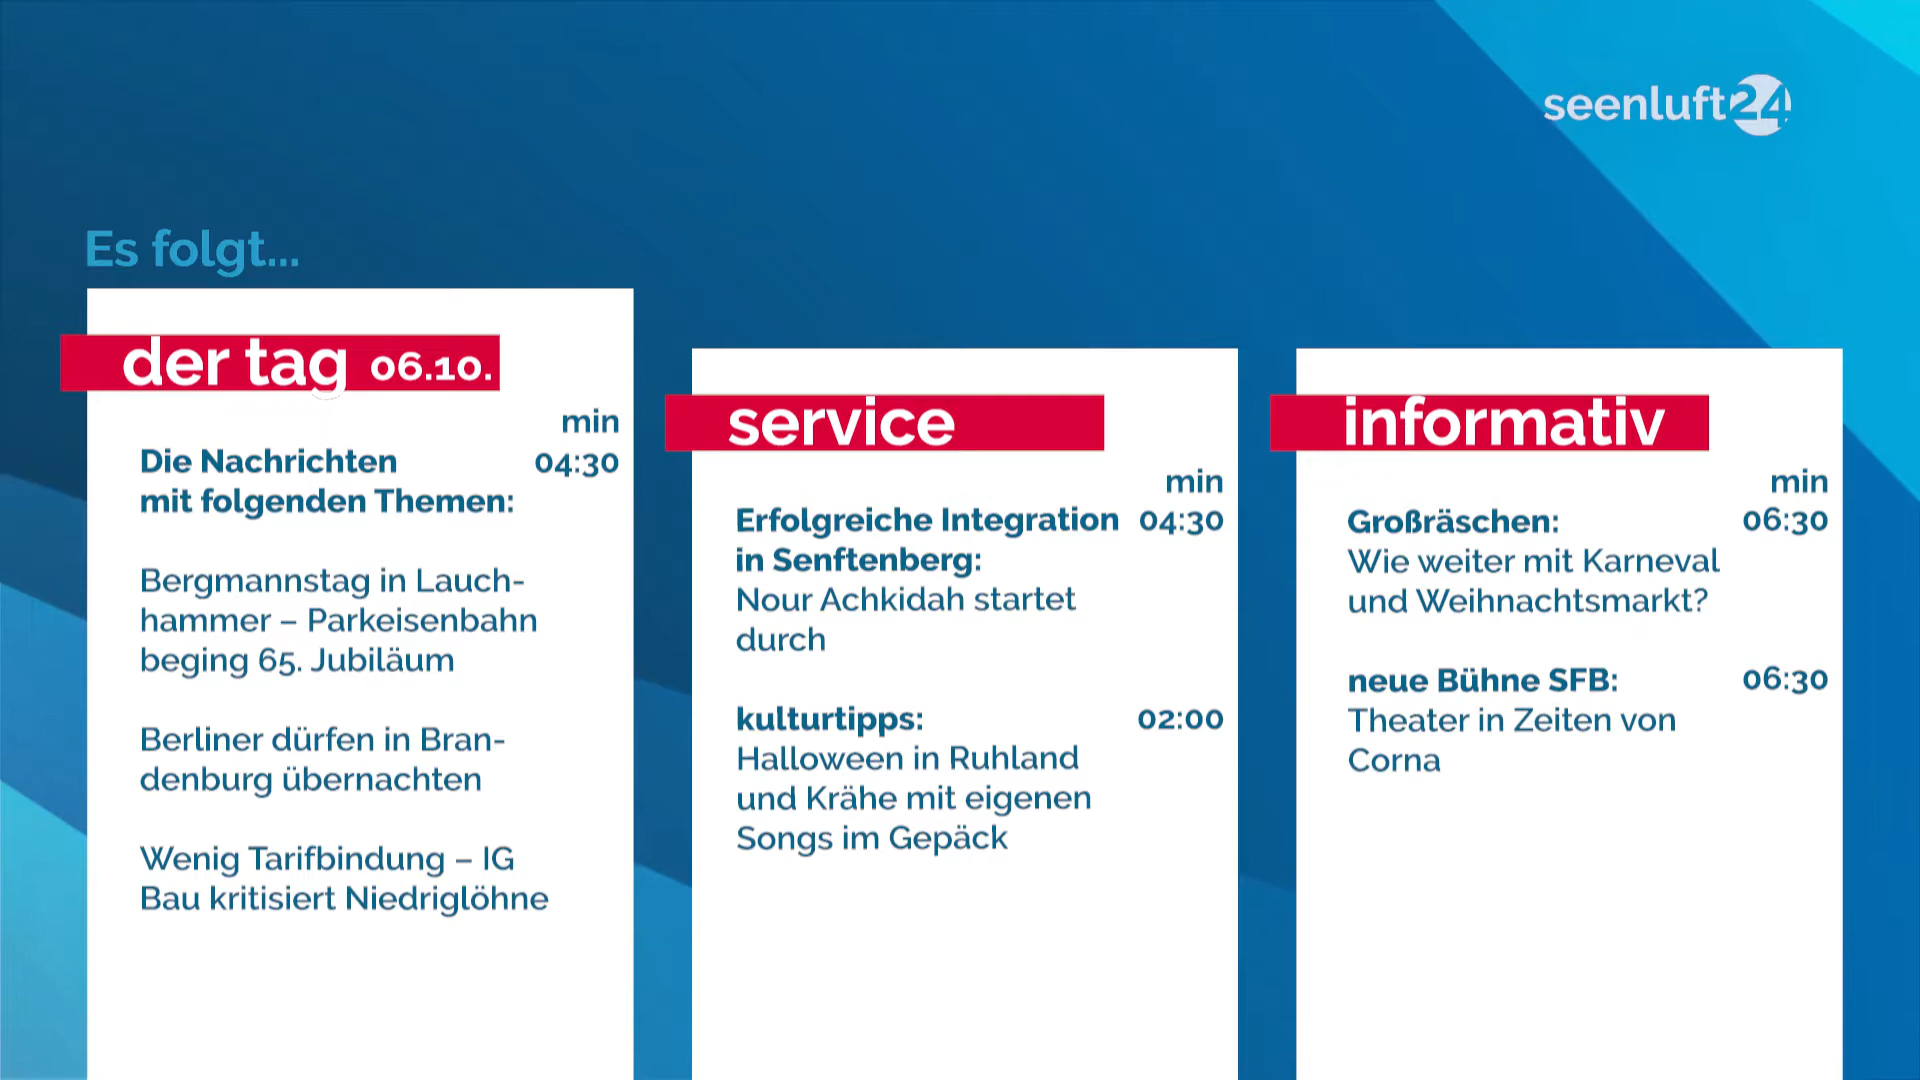 seenluft24
Es folgt...
der tag 06.10.
min
Die Nachrichten 04:30
mit folgenden Themen:
Bergmannstag in Lauch-
hammer – Parkeisenbahn
beging 65. Jubiläum
Berliner dürfen in Bran-
denburg übernachten
Wenig Tarifbindung – IG
Bau kritisiert Niedriglöhne
service
min
Erfolgreiche Integration 04:30
in Senftenberg:
Nour Achkidah startet
durch
kulturtipps: 02:00
Halloween in Ruhland
und Krähe mit eigenen
Songs im Gepäck
informativ
min
Großräschen: 06:30
Wie weiter mit Karneval
und Weihnachtsmarkt?
neue Bühne SFB: 06:30
Theater in Zeiten von
Corna